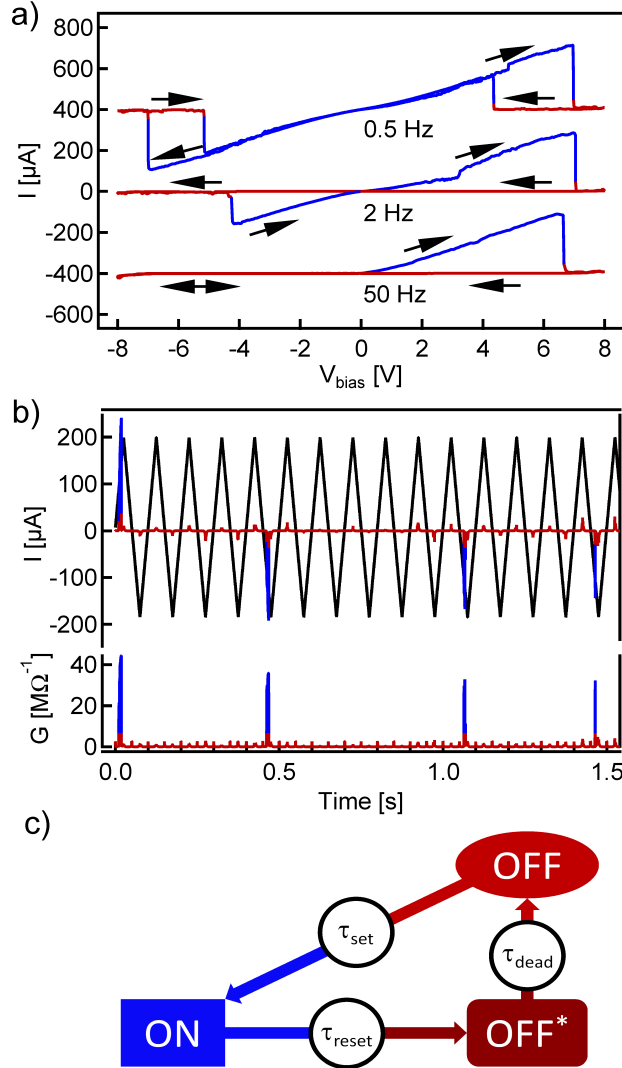 a)
I [µA]
800
600
400
200
0
-200
-400
-600
0.5 Hz
2 Hz
50 Hz
-8 -6 -4 -2 0 2 4 6 8
V_bias [V]
b)
I [µA]
200
100
0
-100
-200
G [MΩ⁻¹]
40
20
0
0.0 0.5 1.0 1.5
Time [s]
c)
OFF
τ_set
τ_dead
ON
τ_reset
OFF*